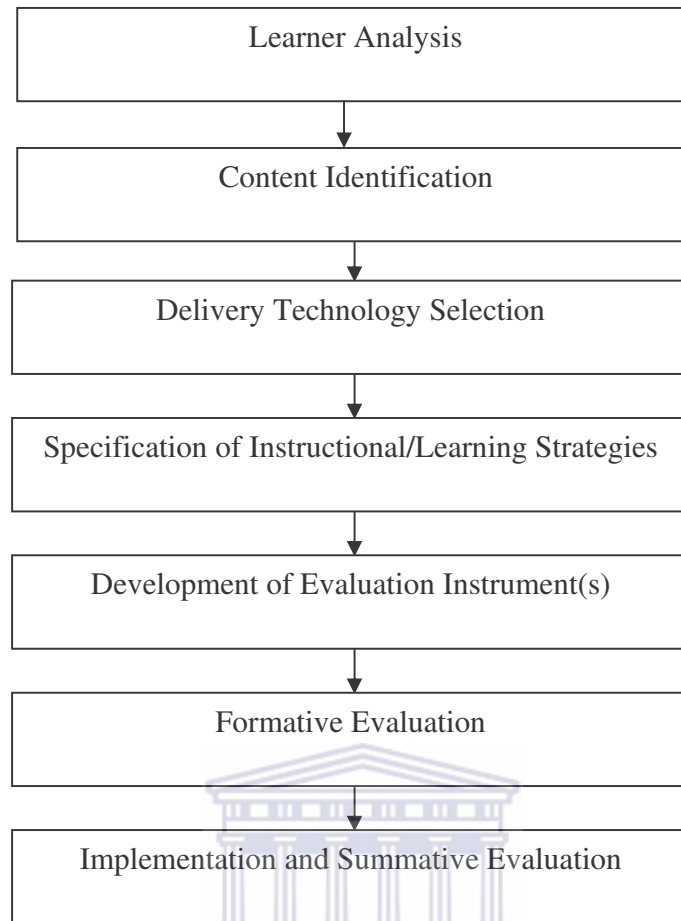 Learner Analysis
Content Identification
Delivery Technology Selection
Specification of Instructional/Learning Strategies
Development of Evaluation Instrument(s)
Formative Evaluation
Implementation and Summative Evaluation